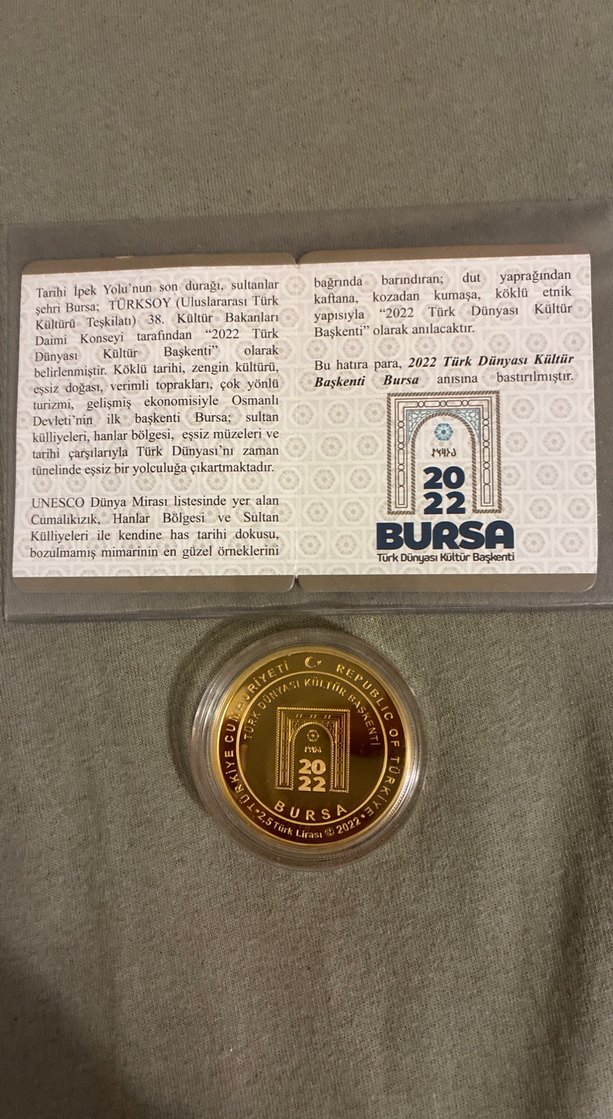 Tarihi İpek Yolu'nun son durağı, sultanlar
şehri Bursa; TÜRKSOY (Uluslararası Türk
Kültürü Teşkilatı) 38. Kültür Bakanları
Daimi Konseyi tarafından “2022 Türk
Dünyası Kültür Başkenti” olarak
belirlenmiştir. Köklü tarihi, zengin kültürü,
eşsiz doğası, verimli toprakları, çok yönlü
turizmi, gelişmiş ekonomisiyle Osmanlı
Devleti'nin ilk başkenti Bursa; sultan
külliyeleri, hanlar bölgesi, eşsiz müzeleri ve
tarihi çarşılarıyla Türk Dünyası'nı zaman
tünelinde eşsiz bir yolculuğa çıkartmaktadır.
UNESCO Dünya Mirası listesinde yer alan
Cumalıkızık, Hanlar Bölgesi ve Sultan
Külliyeleri ile kendine has tarihi dokusu,
bozulmamış mimarinin en güzel örneklerini
bağrında barındıran; dut yaprağından
kaftana, kozadan kumaşa, köklü etnik
yapısıyla “2022 Türk Dünyası Kültür
Başkenti” olarak anılacaktır.
Bu hatıra para, 2022 Türk Dünyası Kültür
Başkenti Bursa anısına bastırılmıştır.
20
22
BURSA
Türk Dünyası Kültür Başkenti
TÜRKİYE CUMHURİYETİ REPUBLIC OF TÜRKİYE
TÜRK DÜNYASI KÜLTÜR BAŞKENTİ
20
22
BURSA
•2,5 Türk Lirası 2022•